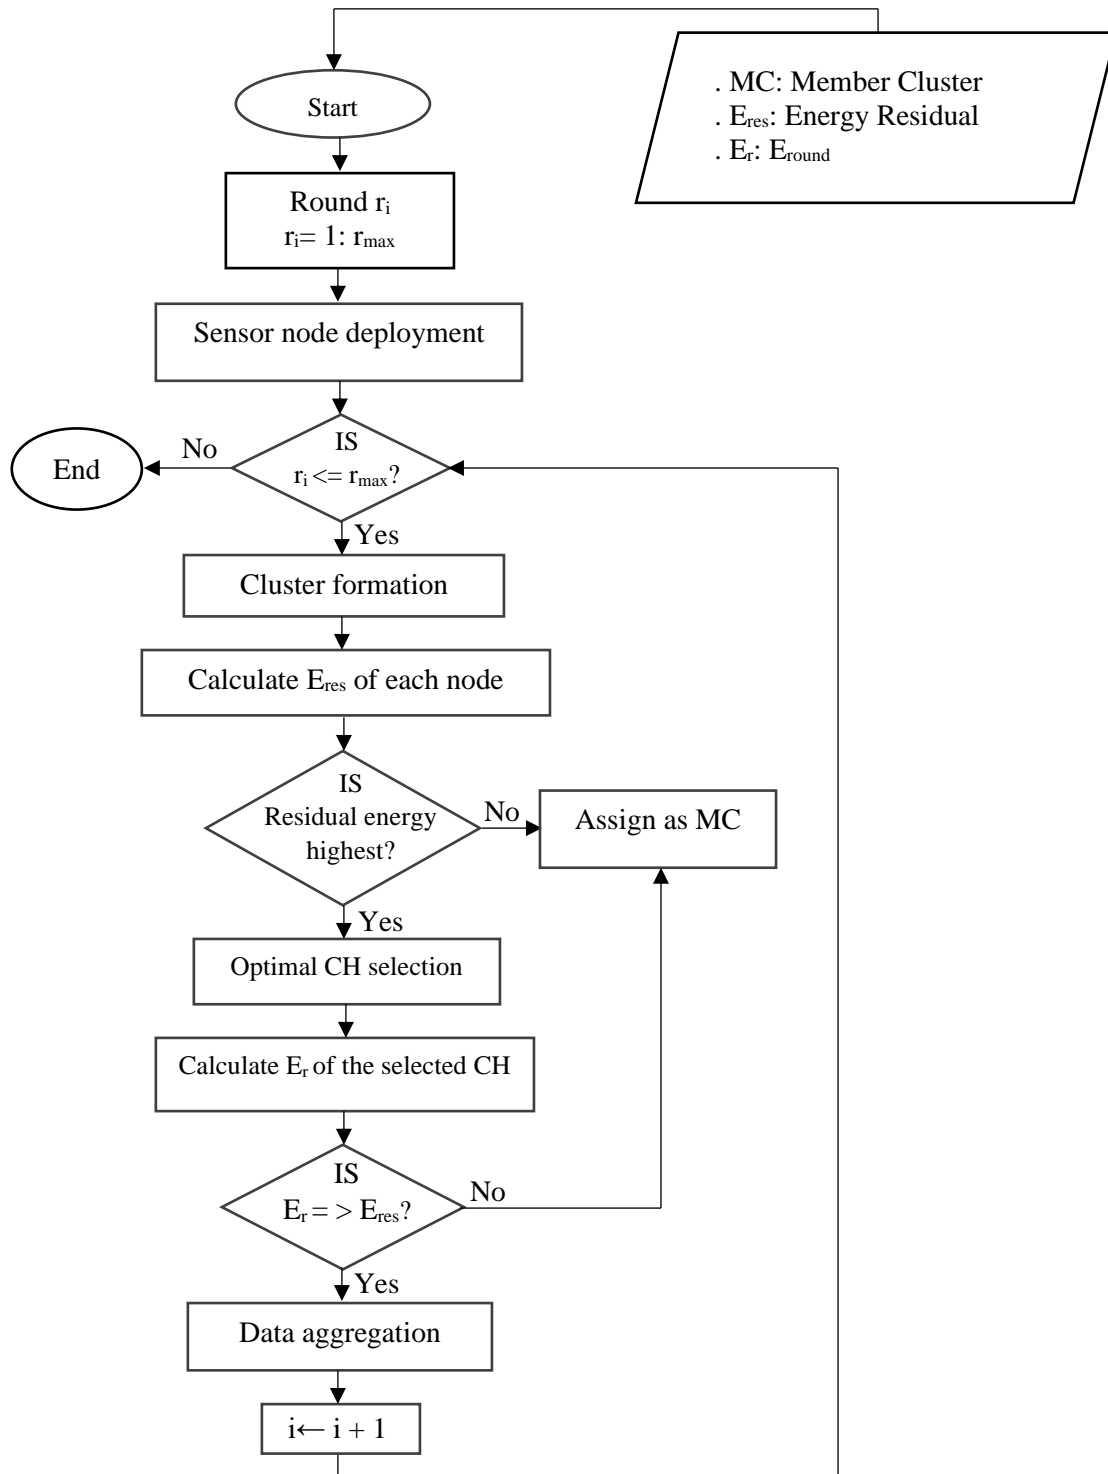 . MC: Member Cluster
. Eres: Energy Residual
. Er: Eround
Start
Round ri
ri= 1: rmax
Sensor node deployment
IS
ri <= rmax?
No
End
Yes
Cluster formation
Calculate Eres of each node
IS
Residual energy
highest?
No
Assign as MC
Yes
Optimal CH selection
Calculate Er of the selected CH
IS
Er = > Eres?
No
Yes
Data aggregation
i← i + 1